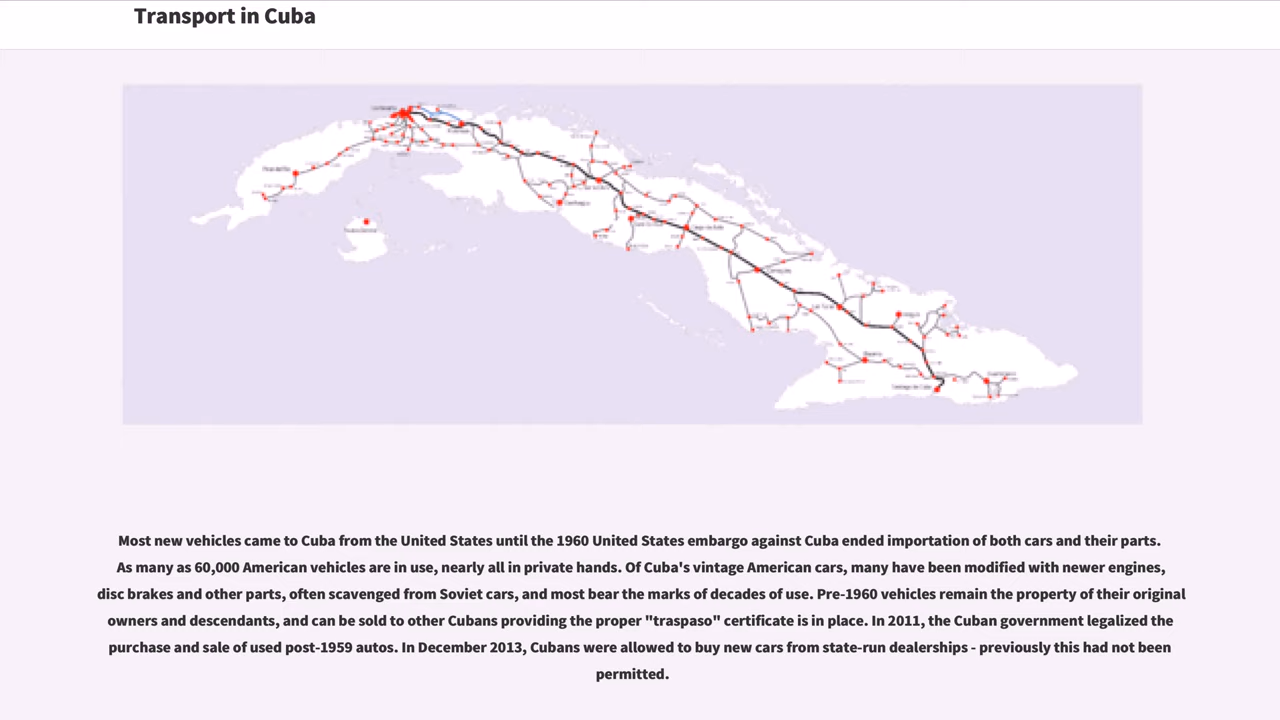 Transport in Cuba
Most new vehicles came to Cuba from the United States until the 1960 United States embargo against Cuba ended importation of both cars and their parts.
As many as 60,000 American vehicles are in use, nearly all in private hands. Of Cuba's vintage American cars, many have been modified with newer engines,
disc brakes and other parts, often scavenged from Soviet cars, and most bear the marks of decades of use. Pre-1960 vehicles remain the property of their original
owners and descendants, and can be sold to other Cubans providing the proper "traspaso" certificate is in place. In 2011, the Cuban government legalized the
purchase and sale of used post-1959 autos. In December 2013, Cubans were allowed to buy new cars from state-run dealerships - previously this had not been
permitted.